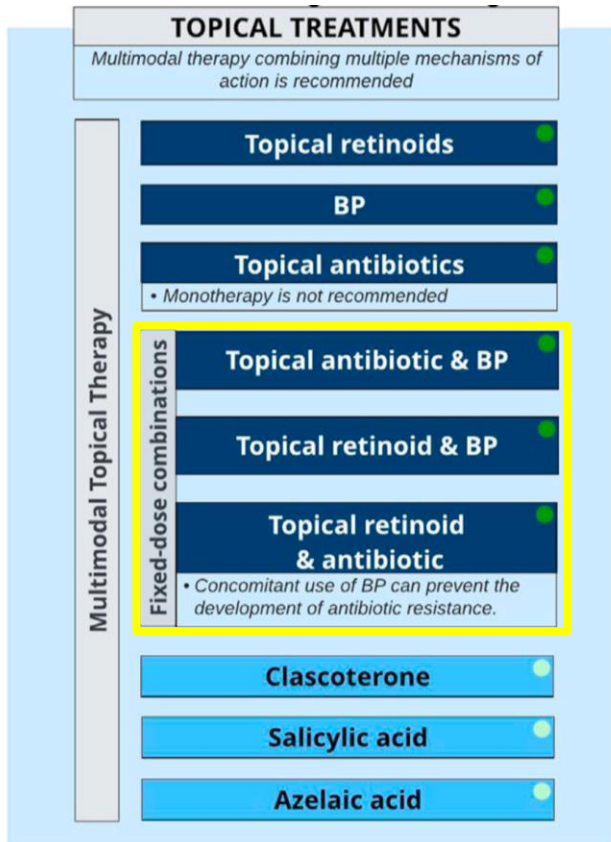 TOPICAL TREATMENTS
Multimodal therapy combining multiple mechanisms of
action is recommended
Multimodal Topical Therapy
Topical retinoids
BP
Topical antibiotics
• Monotherapy is not recommended
Fixed-dose combinations
Topical antibiotic & BP
Topical retinoid & BP
Topical retinoid
& antibiotic
• Concomitant use of BP can prevent the
development of antibiotic resistance.
Clascoterone
Salicylic acid
Azelaic acid